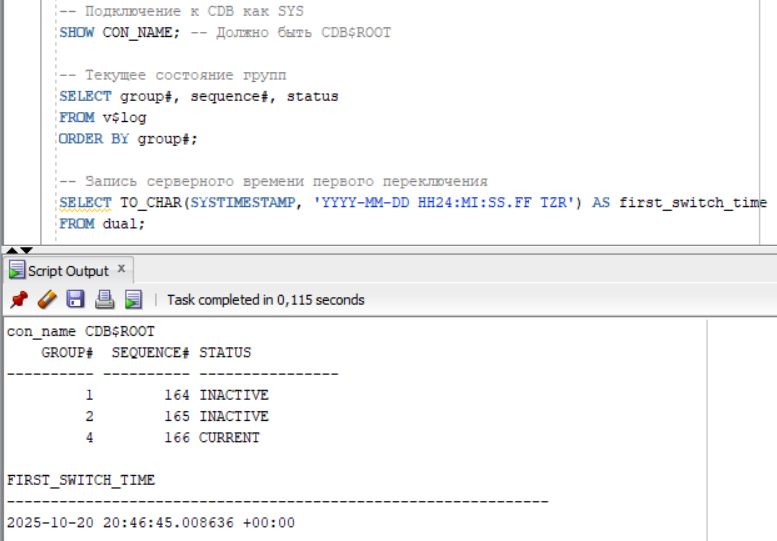 -- Подключение к CDB как SYS
SHOW CON_NAME; -- Должно быть CDB$ROOT
-- Текущее состояние групп
SELECT group#, sequence#, status
FROM v$log
ORDER BY group#;
-- Запись серверного времени первого переключения
SELECT TO_CHAR(SYSTIMESTAMP, 'YYYY-MM-DD HH24:MI:SS.FF TZR') AS first_switch_time
FROM dual;
Script Output x
Task completed in 0,115 seconds
con_name CDB$ROOT
GROUP# SEQUENCE# STATUS
---------- ---------- ----------------
1 164 INACTIVE
2 165 INACTIVE
4 166 CURRENT
FIRST_SWITCH_TIME
--------------------------------------------------------------
2025-10-20 20:46:45.008636 +00:00